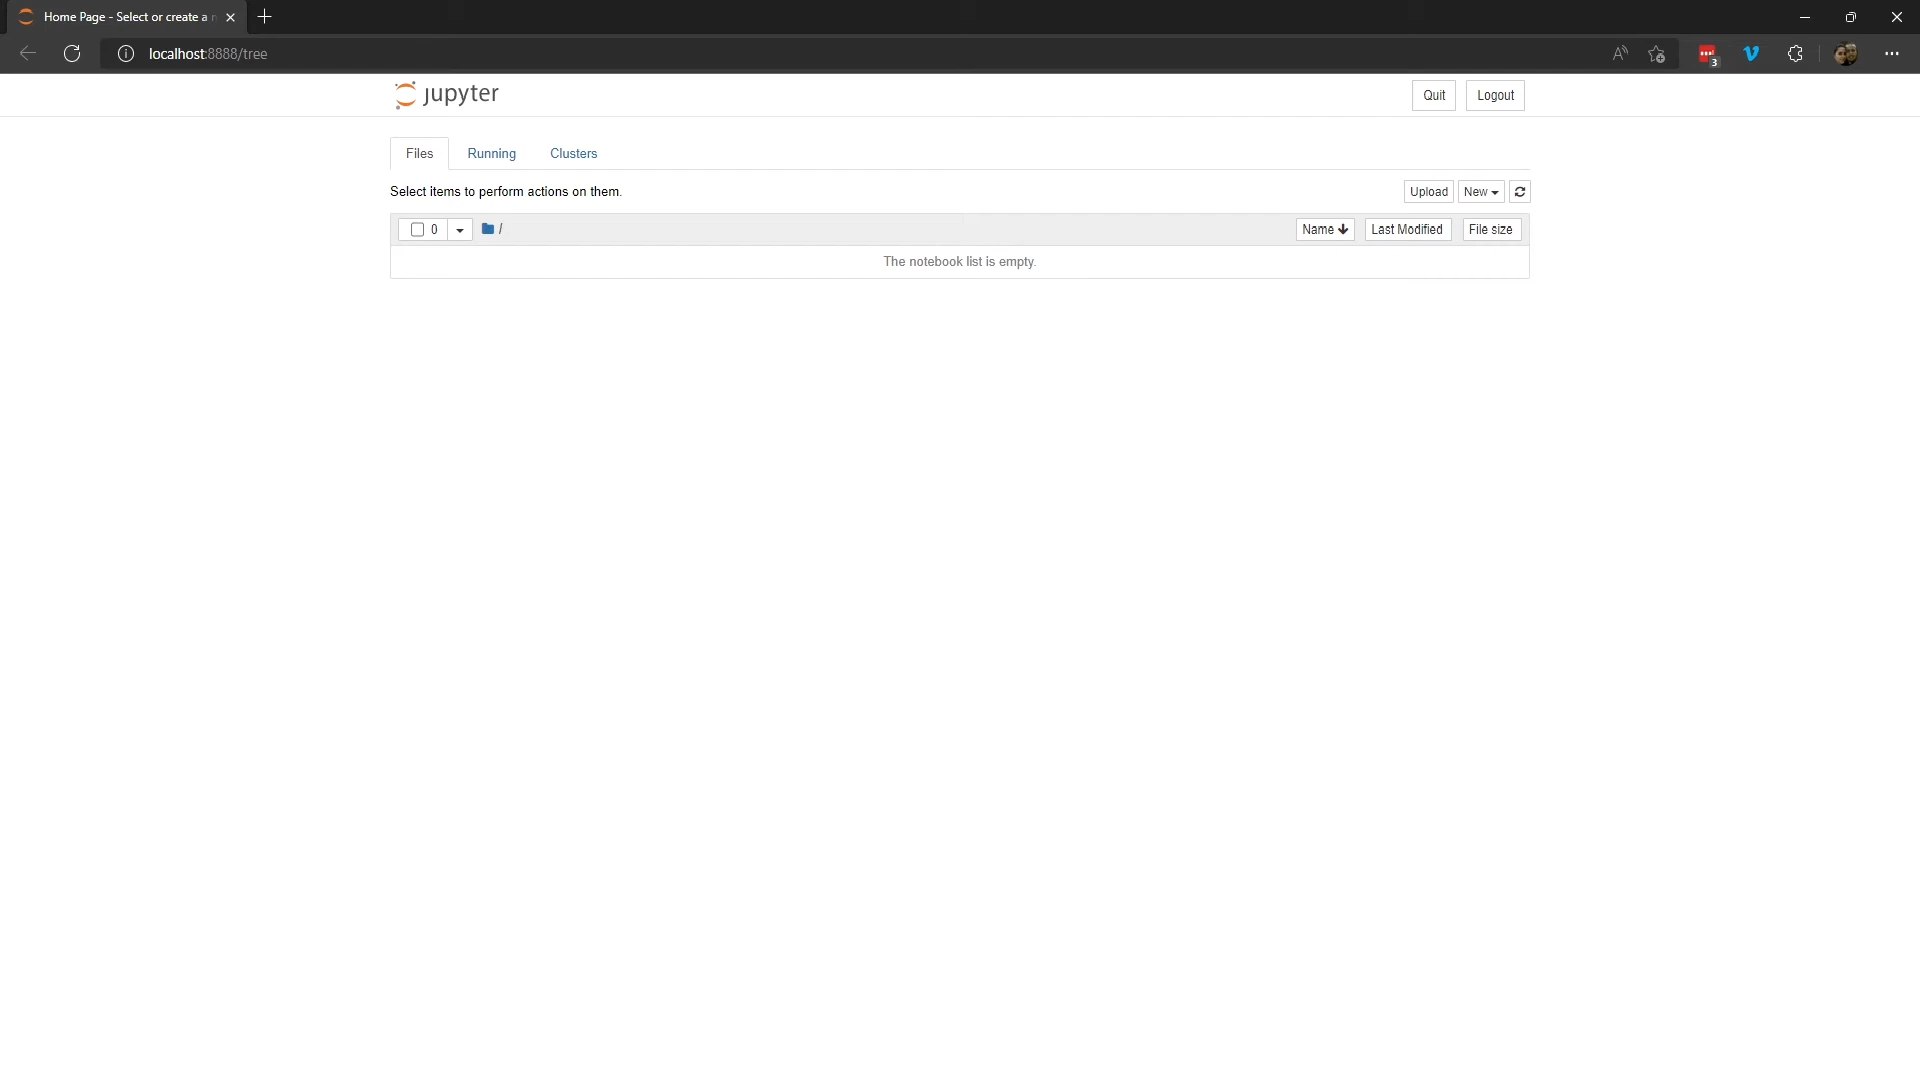 Home Page - Select or create a n
localhost:8888/tree
3
jupyter
Quit Logout
Files Running Clusters
Select items to perform actions on them.
Upload New
0 / Name Last Modified File size
The notebook list is empty.